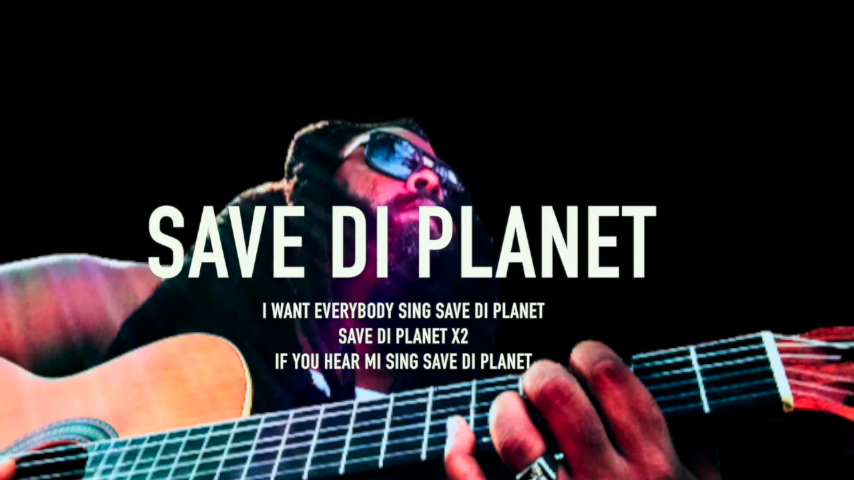 SAVE DI PLANET
I WANT EVERYBODY SING SAVE DI PLANET
SAVE DI PLANET X2
IF YOU HEAR MI SING SAVE DI PLANET